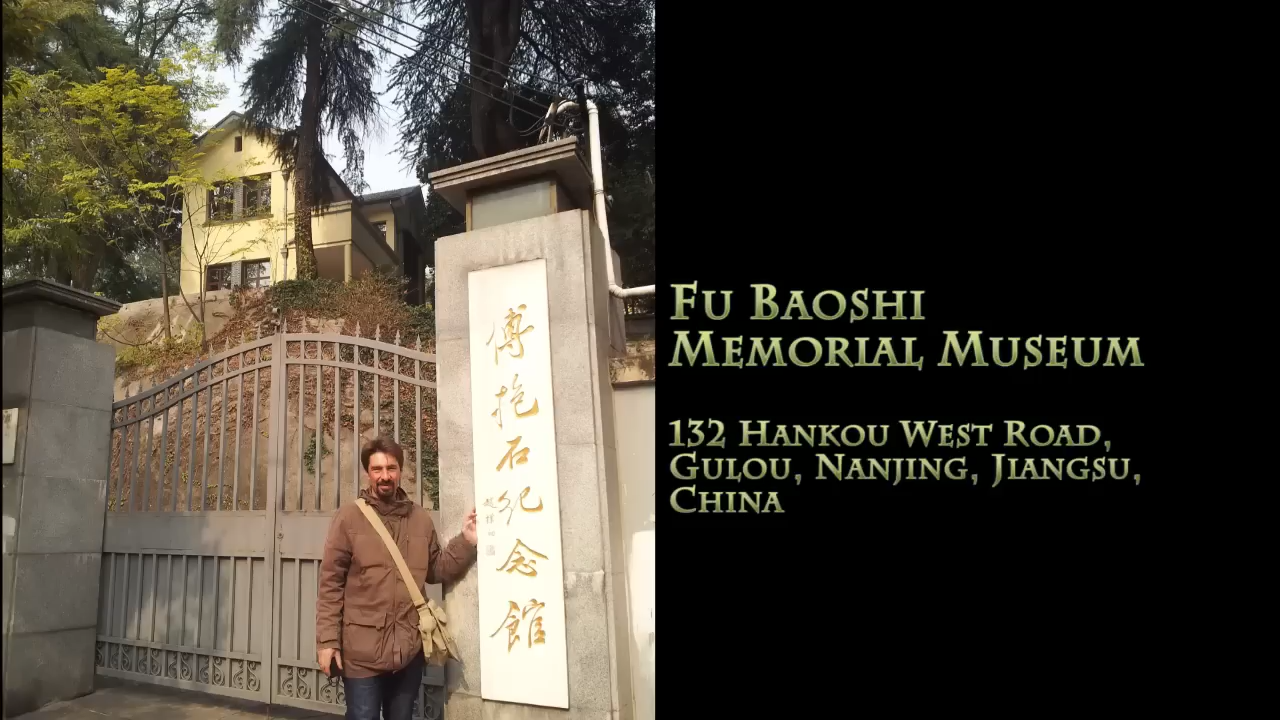 傅抱石纪念館
Fu Baoshi
Memorial Museum
132 Hankou West Road,
Gulou, Nanjing, Jiangsu,
China